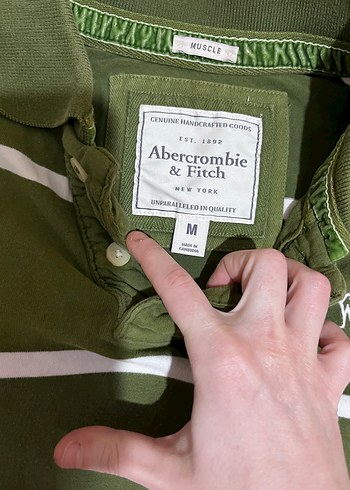 MUSCLE
GENUINE HANDCRAFTED GOODS
EST. 1892
Abercrombie
& Fitch
NEW YORK
UNPARALLELED IN QUALITY
M
MADE IN
CAMBODIA